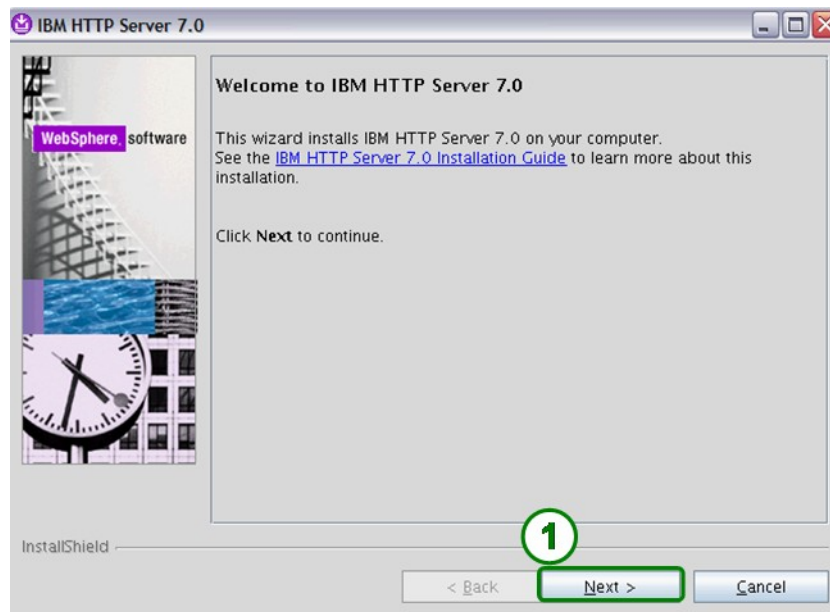 IBM HTTP Server 7.0
Welcome to IBM HTTP Server 7.0
WebSphere. software
This wizard installs IBM HTTP Server 7.0 on your computer.
See the IBM HTTP Server 7.0 Installation Guide to learn more about this
installation.
Click Next to continue.
InstallShield
1
< Back
Next >
Cancel